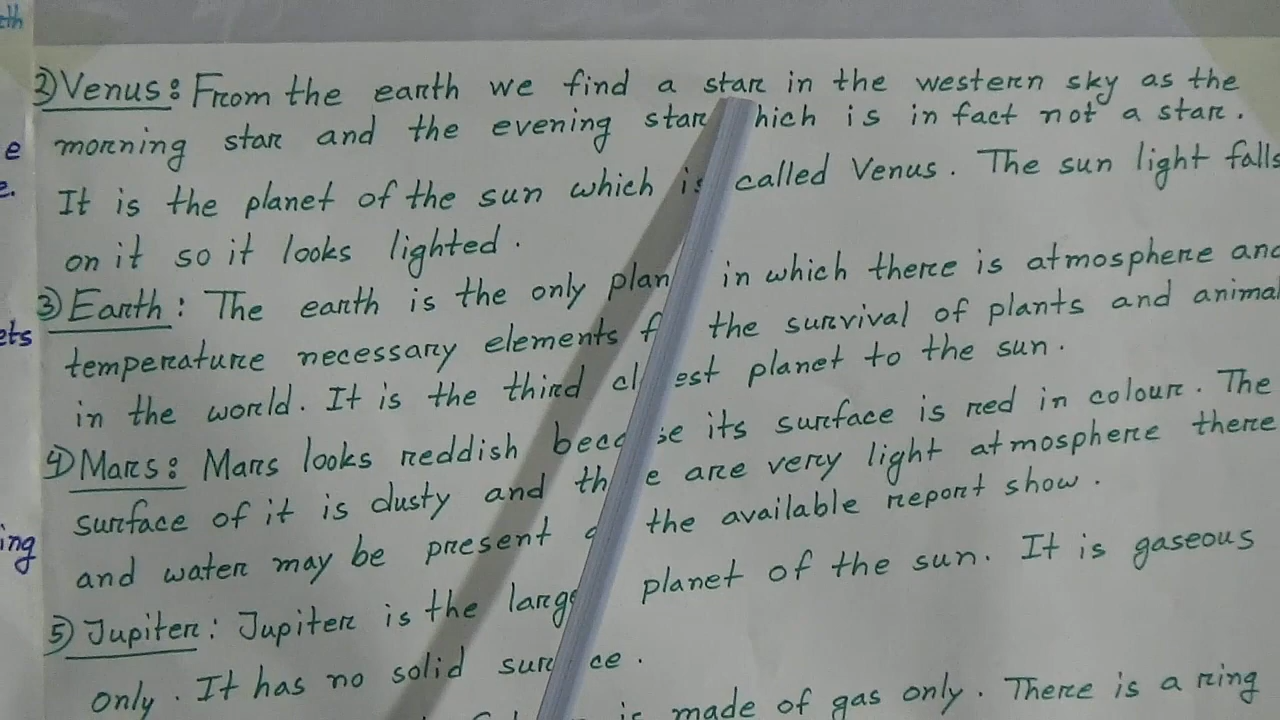 2) Venus: From the earth we find a star in the western sky as the
morning star and the evening star which is in fact not a star.
It is the planet of the sun which is called Venus. The sun light falls
on it so it looks lighted.
3) Earth: The earth is the only in which there is atmosphere and
temperature necessary elements the survival of plants and animal
in the world. It is the third closest planet to the sun.
4) Mars: Mars looks reddish because its surface is red in colour. The
surface of it is dusty and there are very light atmosphere there
and water may be present the available report show.
5) Jupiter: Jupiter is the planet of the sun. It is gaseous
only. It has no solid surface.
is made of gas only. There is a ring